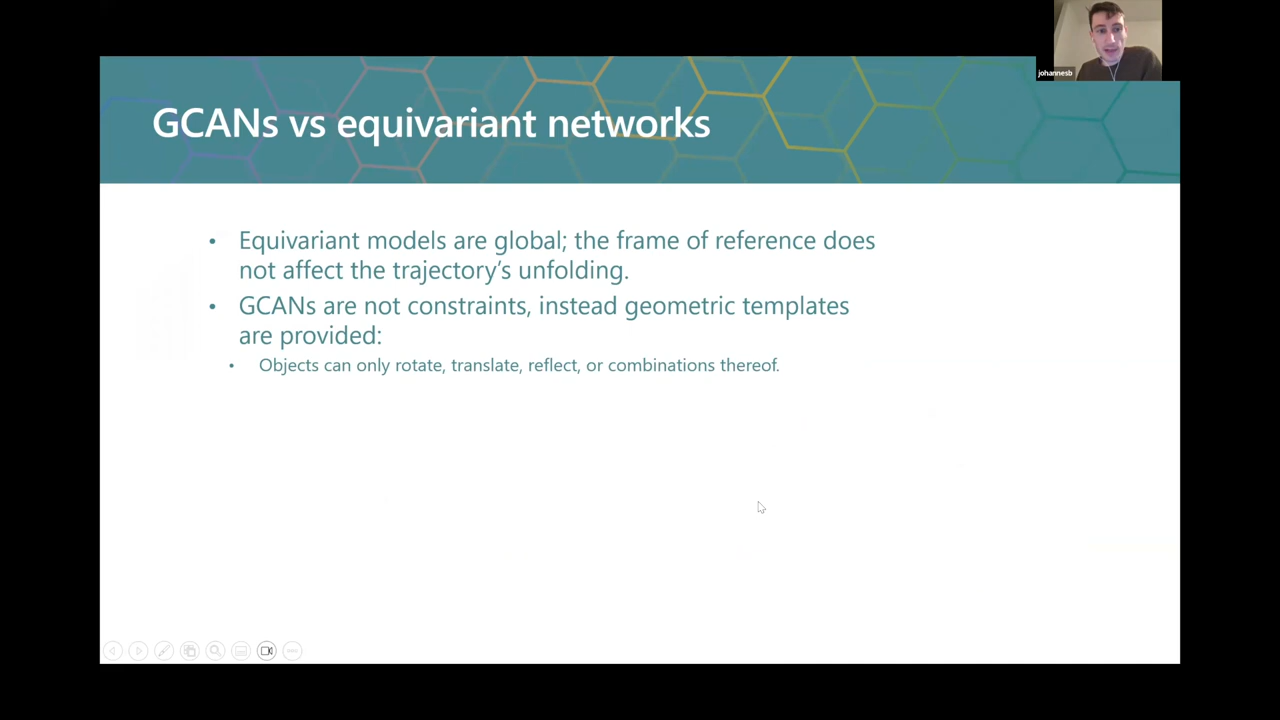 johannesb
GCANs vs equivariant networks
• Equivariant models are global; the frame of reference does
not affect the trajectory's unfolding.
• GCANs are not constraints, instead geometric templates
are provided:
• Objects can only rotate, translate, reflect, or combinations thereof.